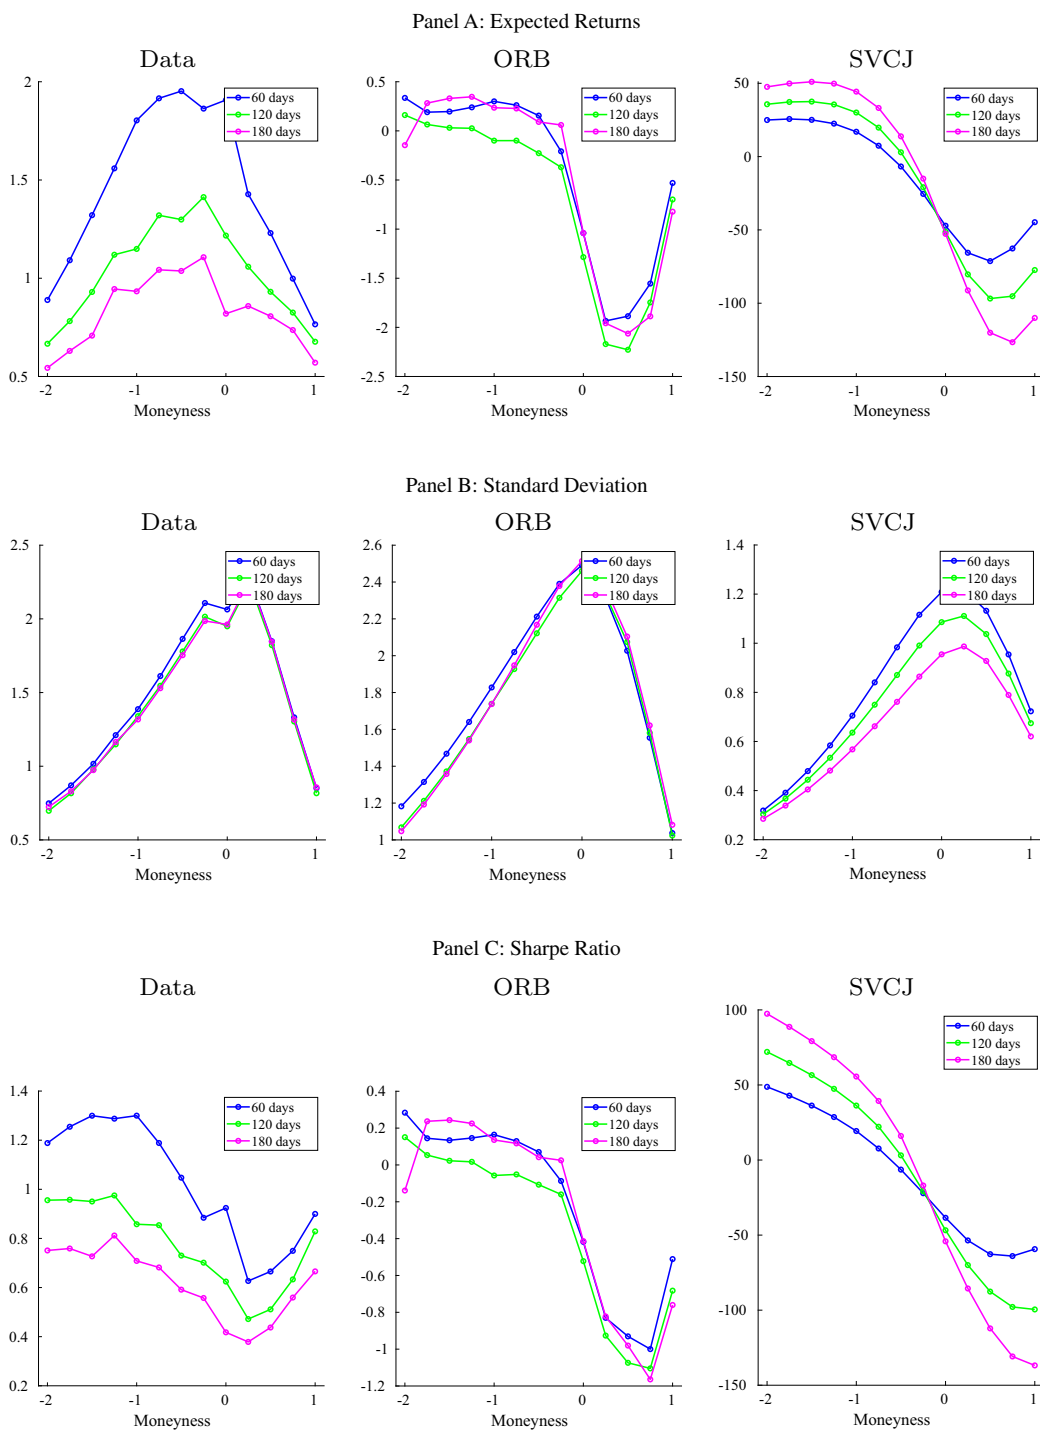 Panel A: Expected Returns
Data
ORB
SVCJ
2
1.5
1
0.5
-2
-1
0
1
Moneyness
60 days
120 days
180 days
0.5
0
-0.5
-1
-1.5
-2
-2.5
-2
-1
0
1
Moneyness
60 days
120 days
180 days
50
0
-50
-100
-150
-2
-1
0
1
Moneyness
60 days
120 days
180 days
Panel B: Standard Deviation
Data
ORB
SVCJ
2.5
2
1.5
1
0.5
-2
-1
0
1
Moneyness
60 days
120 days
180 days
2.6
2.4
2.2
2
1.8
1.6
1.4
1.2
1
-2
-1
0
1
Moneyness
60 days
120 days
180 days
1.4
1.2
1
0.8
0.6
0.4
0.2
-2
-1
0
1
Moneyness
60 days
120 days
180 days
Panel C: Sharpe Ratio
Data
ORB
SVCJ
1.4
1.2
1
0.8
0.6
0.4
0.2
-2
-1
0
1
Moneyness
60 days
120 days
180 days
0.4
0.2
0
-0.2
-0.4
-0.6
-0.8
-1
-1.2
-2
-1
0
1
Moneyness
60 days
120 days
180 days
100
50
0
-50
-100
-150
-2
-1
0
1
Moneyness
60 days
120 days
180 days